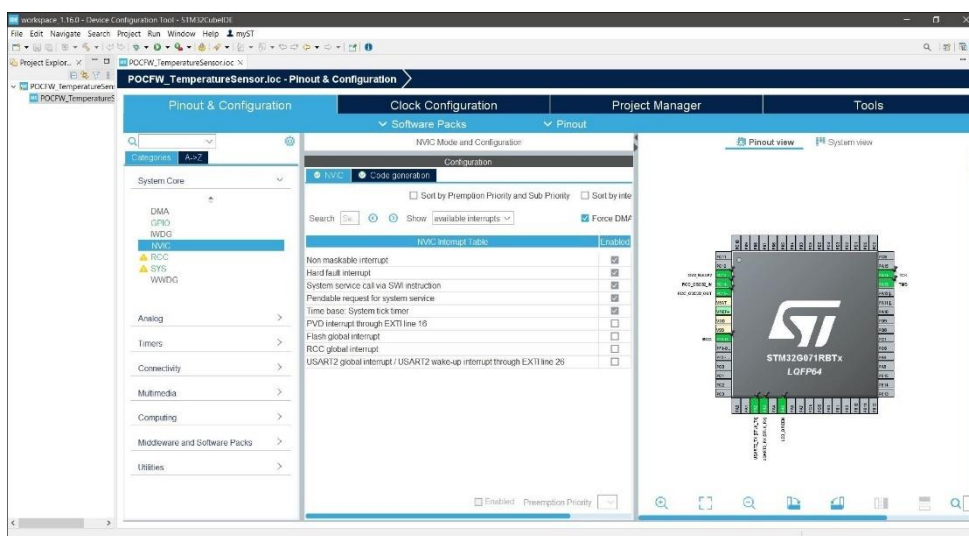 workspace_1.16.0 - Device Configuration Tool - STM32CubeIDE
File Edit Navigate Search Project Run Window Help myST
Project Explor...
POCFW_TemperatureSensor.ioc
POCFW_TemperatureSen
POCFW_TemperatureS
POCFW_TemperatureSensor.ioc - Pinout & Configuration
Pinout & Configuration
Clock Configuration
Project Manager
Tools
Software Packs
Pinout
Categories A->Z
System Core
DMA
GPIO
IWDG
NVIC
RCC
SYS
WWDG
Analog
Timers
Connectivity
Multimedia
Computing
Middleware and Software Packs
Utilities
NVIC Mode and Configuration
Configuration
NVIC
Code generation
Sort by Premption Priority and Sub Priority
Sort by inte
Search
Show available interrupts
Force DMA
NVIC Interrupt Table Enabled
Non maskable interrupt
Hard fault interrupt
System service call via SWI instruction
Pendable request for system service
Time base: System tick timer
PVD interrupt through EXTI line 16
Flash global interrupt
RCC global interrupt
USART2 global interrupt / USART2 wake-up interrupt through EXTI line 26
Enabled Preemption Priority
Pinout view
System view
RCC_OSC32_IN
RCC_OSC32_OUT
STM32G071RBTx
LQFP64